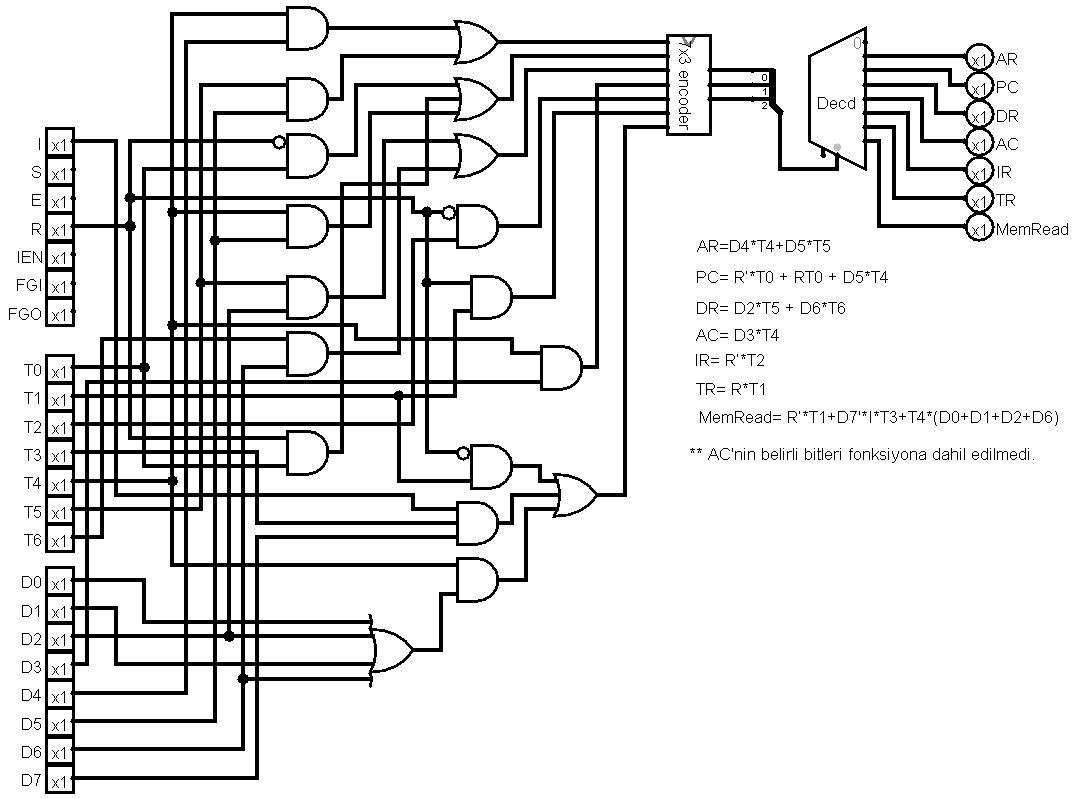 I x1
S x1
E x1
R x1
IEN x1
FGI x1
FGO x1
T0 x1
T1 x1
T2 x1
T3 x1
T4 x1
T5 x1
T6 x1
D0 x1
D1 x1
D2 x1
D3 x1
D4 x1
D5 x1
D6 x1
D7 x1
7x3 encoder
0
1
2
0
Decd
x1 AR
x1 PC
x1 DR
x1 AC
x1 IR
x1 TR
x1 MemRead
AR=D4*T4+D5*T5
PC= R'*T0 + RT0 + D5*T4
DR= D2*T5 + D6*T6
AC= D3*T4
IR= R'*T2
TR= R*T1
MemRead= R'*T1+D7'*I*T3+T4*(D0+D1+D2+D6)
** AC'nin belirli bitleri fonksiyona dahil edilmedi.